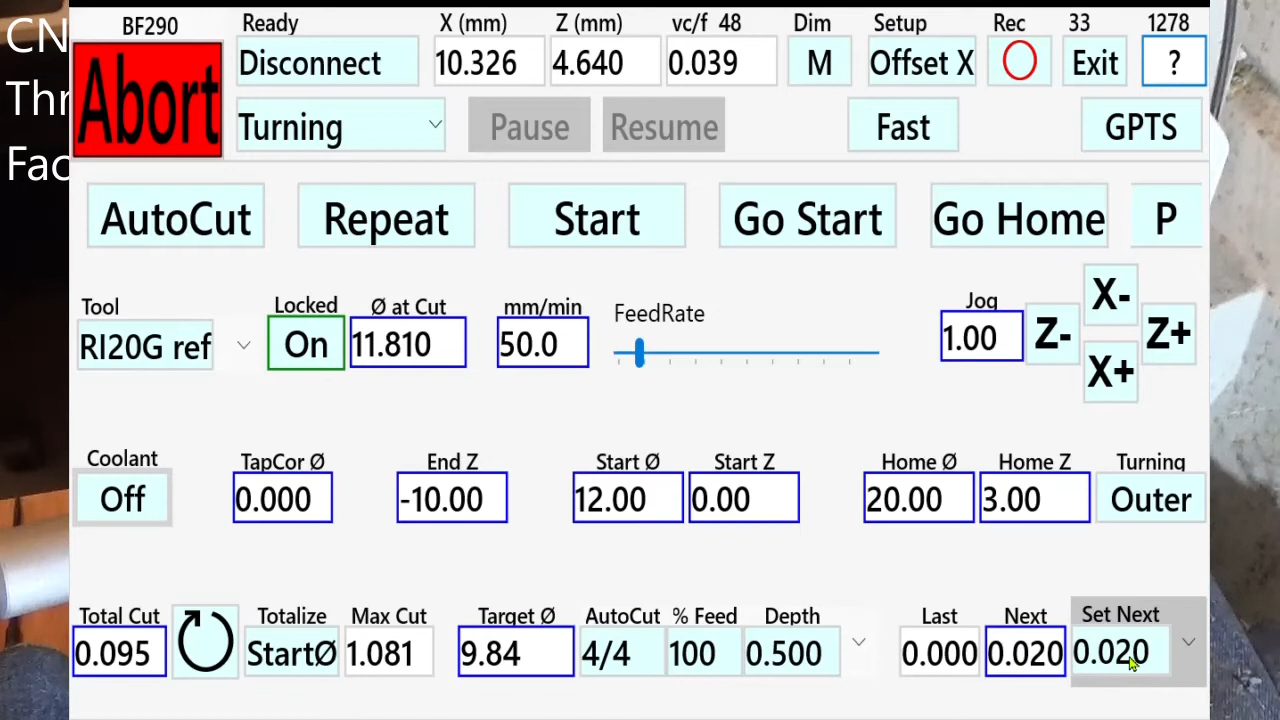 CN
Thr
Fac
BF290
Abort
Ready X (mm) Z (mm) vc/f 48 Dim Setup Rec 33 1278
Disconnect 10.326 4.640 0.039 M Offset X Exit ?
Turning Pause Resume Fast GPTS
AutoCut Repeat Start Go Start Go Home P
Tool Locked Ø at Cut mm/min FeedRate Jog
RI20G ref On 11.810 50.0 1.00 Z- X- X+ Z+
Coolant TapCor Ø End Z Start Ø Start Z Home Ø Home Z Turning
Off 0.000 -10.00 12.00 0.00 20.00 3.00 Outer
Total Cut Totalize Max Cut Target Ø AutoCut % Feed Depth Last Next Set Next
0.095 StartØ 1.081 9.84 4/4 100 0.500 0.000 0.020 0.020